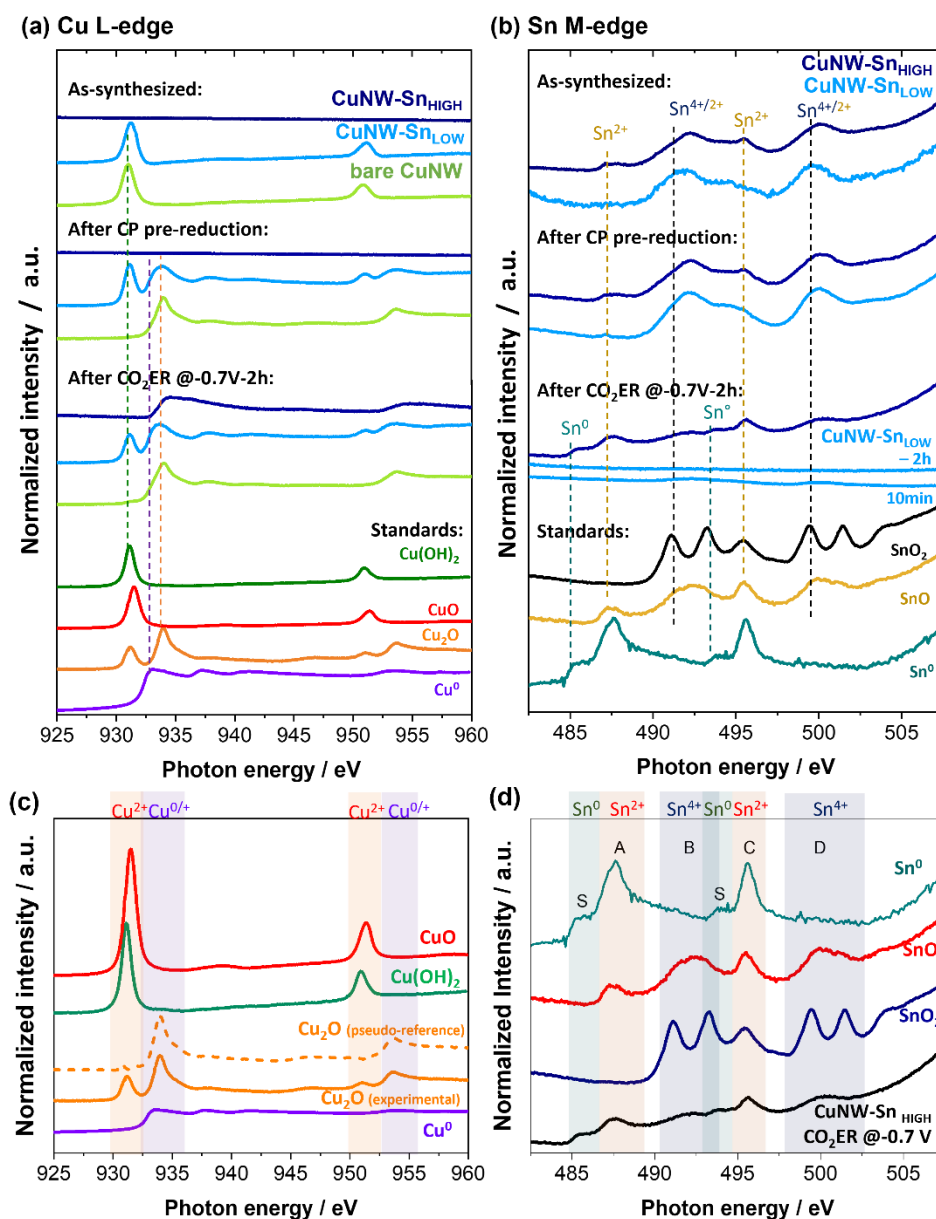 (a) Cu L-edge
As-synthesized:
CuNW-SnHIGH
CuNW-SnLOW
bare CuNW
After CP pre-reduction:
After CO2ER @-0.7V-2h:
Standards:
Cu(OH)2
CuO
Cu2O
Cu0
Normalized intensity / a.u.
925 930 935 940 945 950 955 960
Photon energy / eV
(b) Sn M-edge
As-synthesized:
CuNW-SnHIGH
CuNW-SnLOW
Sn2+ Sn4+/2+ Sn2+ Sn4+/2+
After CP pre-reduction:
After CO2ER @-0.7V-2h:
Sn0 Sn°
CuNW-SnLOW
– 2h
10min
Standards:
SnO2
SnO
Sn0
Normalized intensity / a.u.
485 490 495 500 505
Photon energy / eV
(c)
Cu2+ Cu0/+ Cu2+ Cu0/+
CuO
Cu(OH)2
Cu2O (pseudo-reference)
Cu2O (experimental)
Cu0
Normalized intensity / a.u.
925 930 935 940 945 950 955 960
Photon energy / eV
(d)
Sn0 Sn2+ Sn4+ Sn0 Sn2+ Sn4+
S A B S C D
Sn0
SnO
SnO2
CuNW-Sn HIGH
CO2ER @-0.7 V
Normalized Intensity / a.u.
485 490 495 500 505
Photon energy / eV